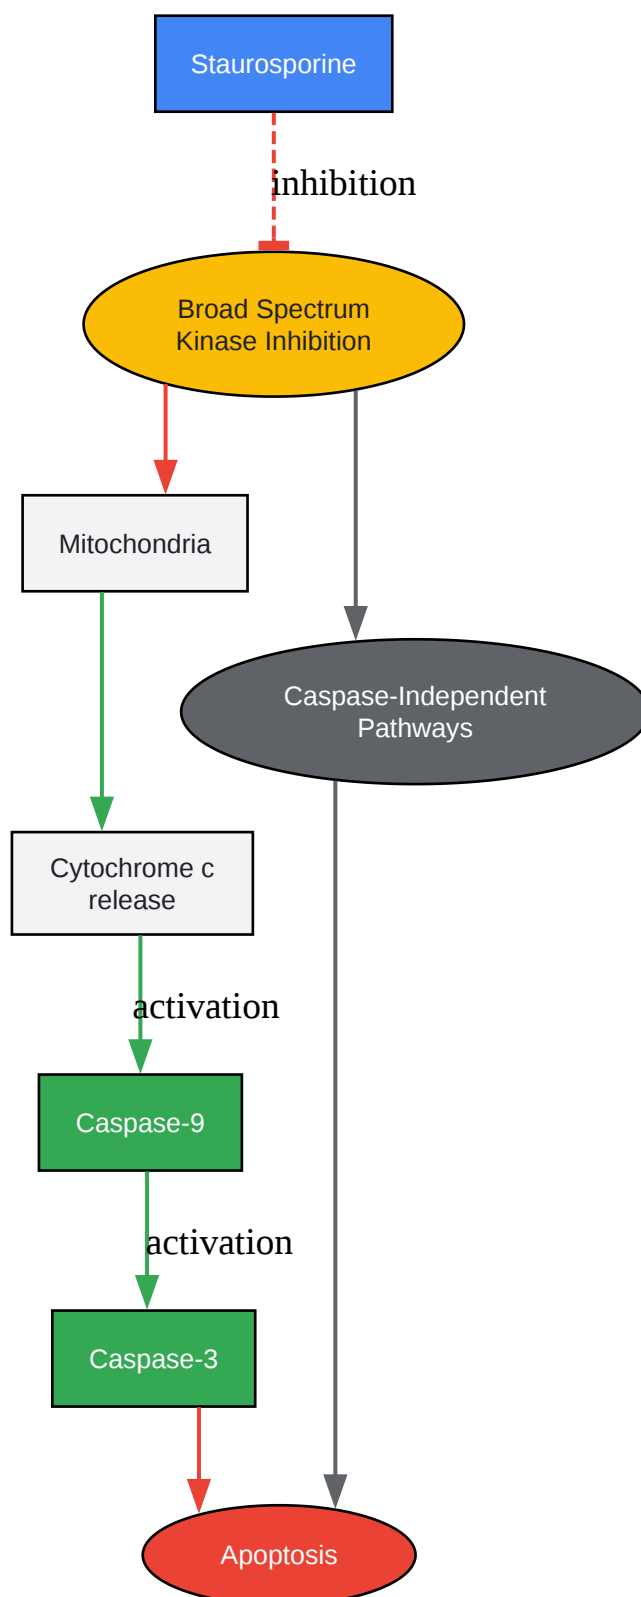 Staurosporine
inhibition
Broad Spectrum
Kinase Inhibition
Mitochondria
Caspase-Independent
Pathways
Cytochrome c
release
activation
Caspase-9
activation
Caspase-3
Apoptosis